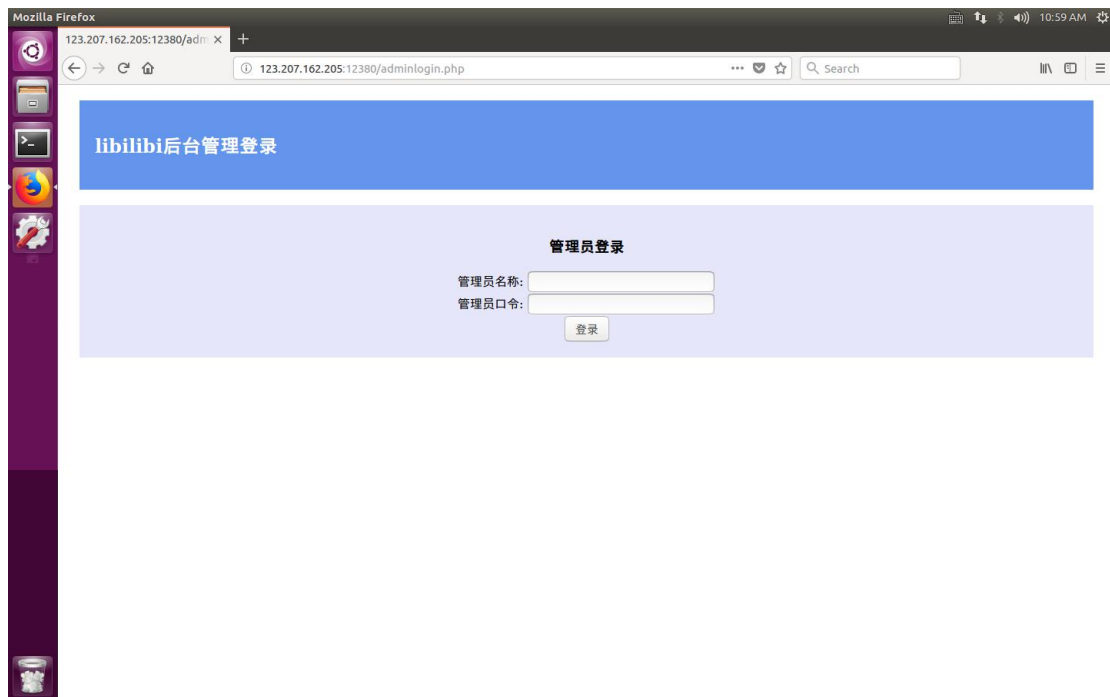 Mozilla Firefox
10:59 AM
123.207.162.205:12380/adm
123.207.162.205:12380/adminlogin.php
Search
libilibi后台管理登录
管理员登录
管理员名称:
管理员口令:
登录